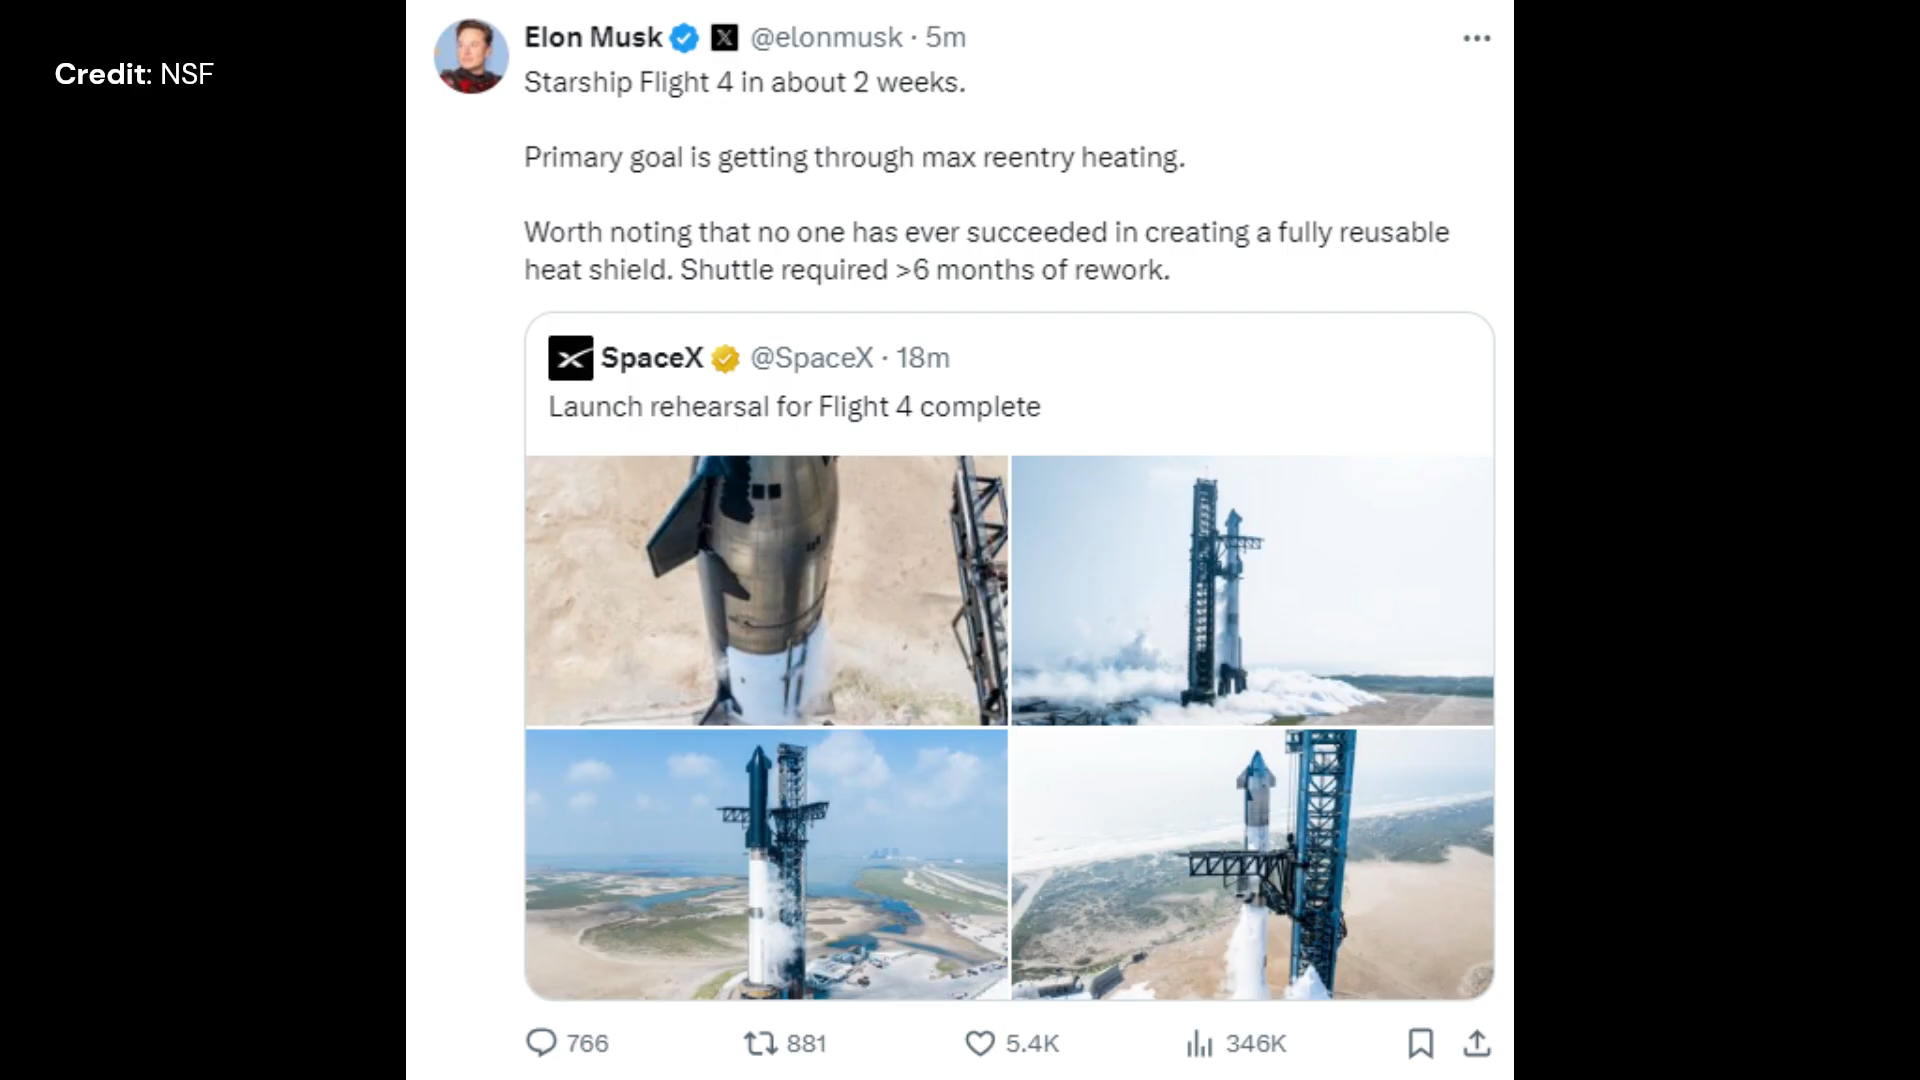 Credit: NSF
Elon Musk @elonmusk · 5m
Starship Flight 4 in about 2 weeks.
Primary goal is getting through max reentry heating.
Worth noting that no one has ever succeeded in creating a fully reusable
heat shield. Shuttle required >6 months of rework.
SpaceX @SpaceX · 18m
Launch rehearsal for Flight 4 complete
766 881 5.4K 346K